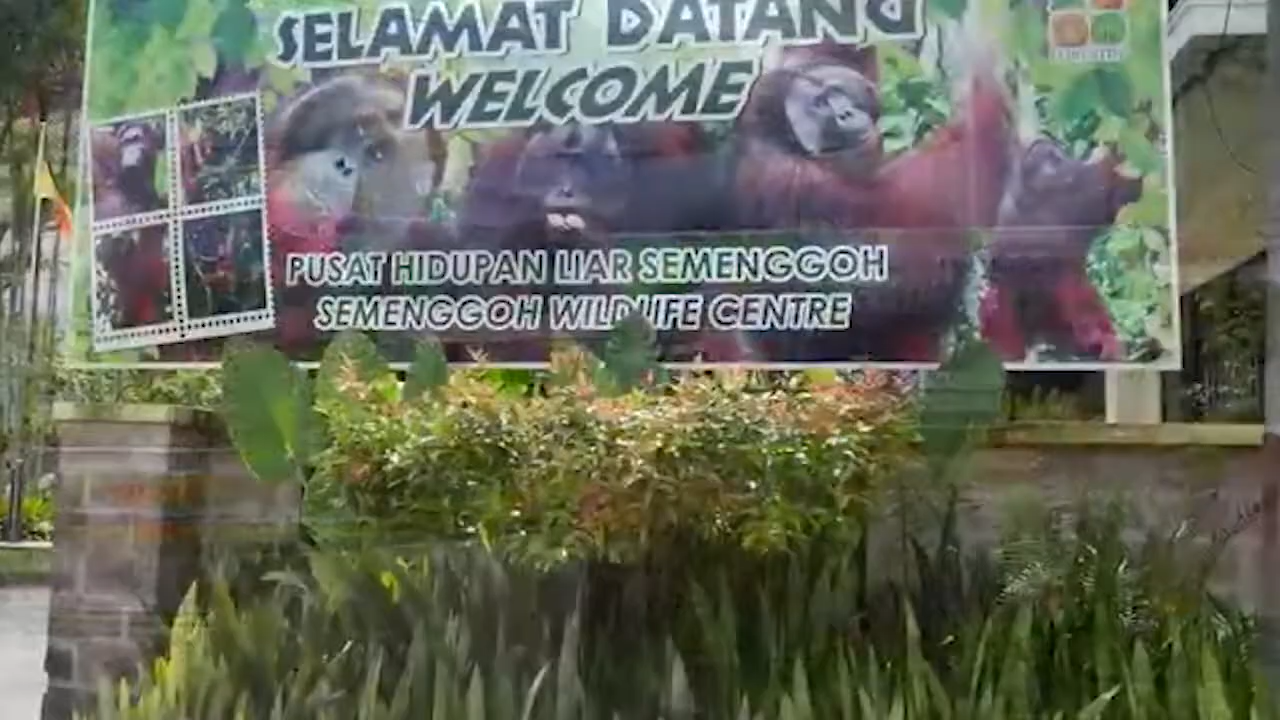 SELAMAT DATANG
WELCOME
PUSAT HIDUPAN LIAR SEMENGGOH
SEMENGGOH WILDLIFE CENTRE